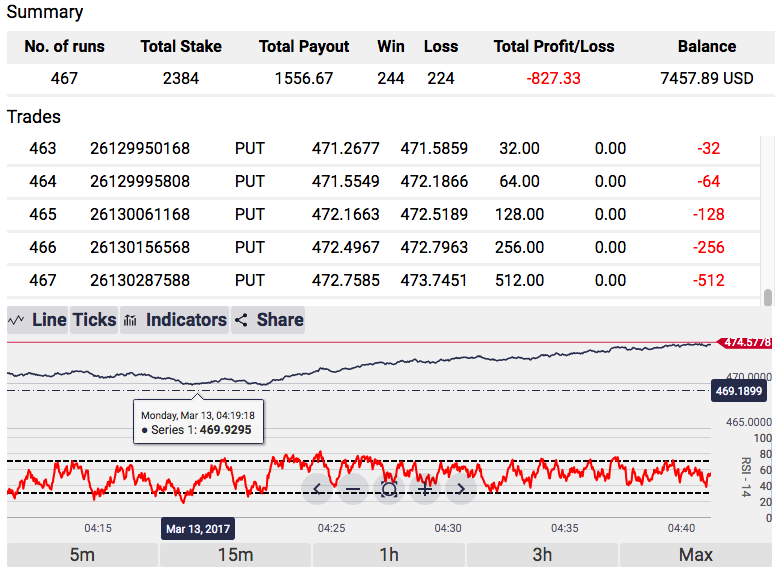 Summary
No. of runs Total Stake Total Payout Win Loss Total Profit/Loss Balance
467 2384 1556.67 244 224 -827.33 7457.89 USD
Trades
463 26129950168 PUT 471.2677 471.5859 32.00 0.00 -32
464 26129995808 PUT 471.5549 472.1866 64.00 0.00 -64
465 26130061168 PUT 472.1663 472.5189 128.00 0.00 -128
466 26130156568 PUT 472.4967 472.7963 256.00 0.00 -256
467 26130287588 PUT 472.7585 473.7451 512.00 0.00 -512
Line Ticks Indicators Share
474.5778
470.0000
469.1899
Monday, Mar 13, 04:19:18
● Series 1: 469.9295
465.0000
100
80
60
40
20
0
RSI - 14
04:15 Mar 13, 2017 04:25 04:30 04:35 04:40
5m 15m 1h 3h Max